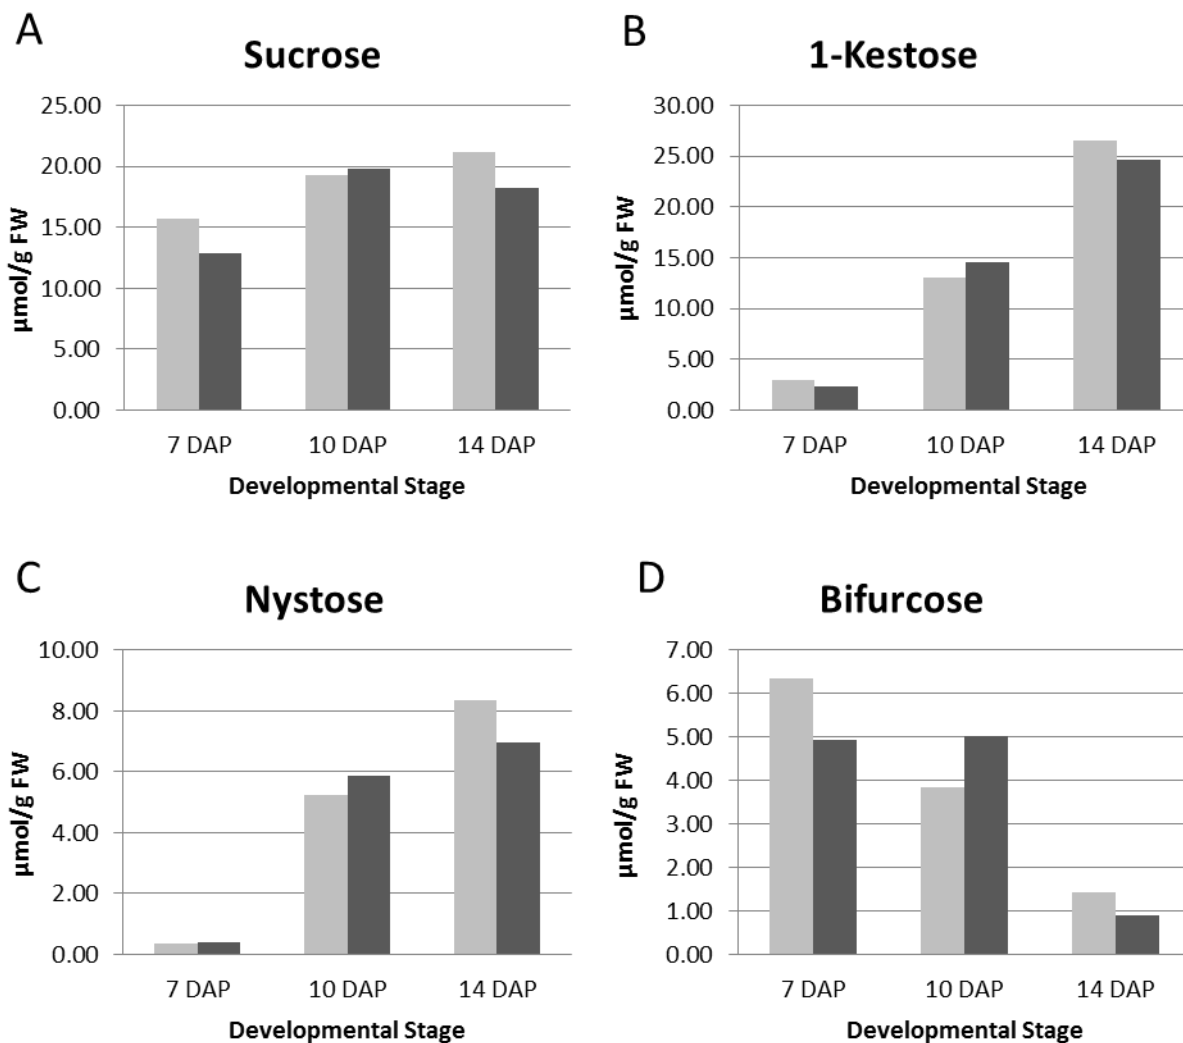 A
Sucrose
25.00
20.00
15.00
10.00
5.00
0.00
µmol/g FW
7 DAP 10 DAP 14 DAP
Developmental Stage
B
1-Kestose
30.00
25.00
20.00
15.00
10.00
5.00
0.00
µmol/g FW
7 DAP 10 DAP 14 DAP
Developmental Stage
C
Nystose
10.00
8.00
6.00
4.00
2.00
0.00
µmol/g FW
7 DAP 10 DAP 14 DAP
Developmental Stage
D
Bifurcose
7.00
6.00
5.00
4.00
3.00
2.00
1.00
0.00
µmol/g FW
7 DAP 10 DAP 14 DAP
Developmental Stage